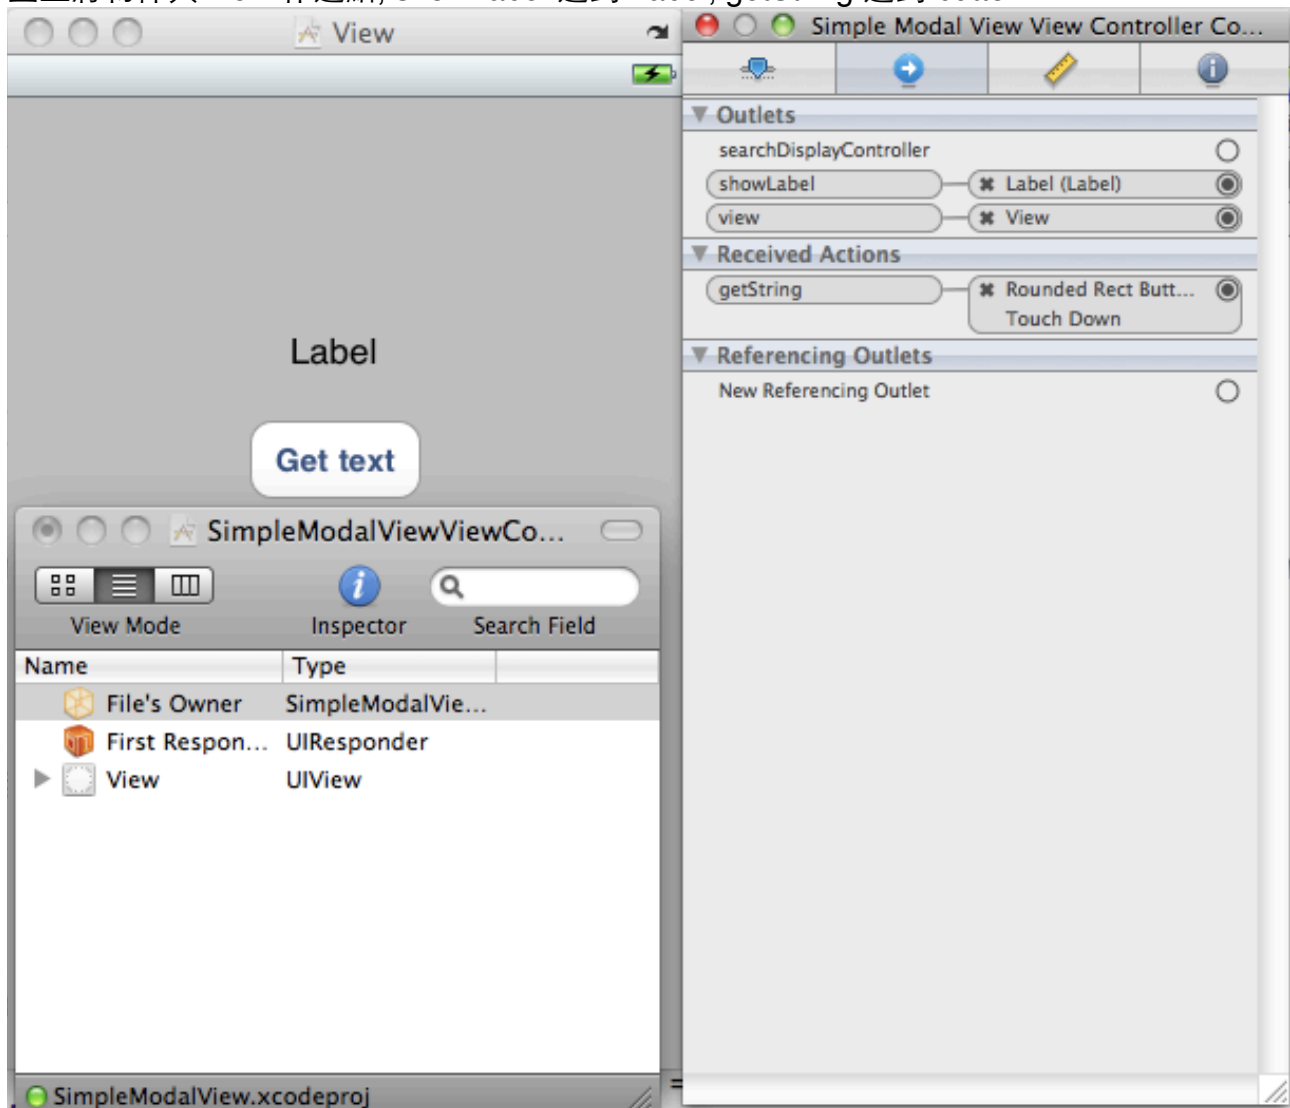 View
Label
Get text
SimpleModalViewViewCo...
View Mode
Inspector
Search Field
Name
Type
File's Owner
SimpleModalVie...
First Respon...
UIResponder
View
UIView
SimpleModalView.xcodeproj
Simple Modal View View Controller Co...
Outlets
searchDisplayController
showLabel
Label (Label)
view
View
Received Actions
getString
Rounded Rect Butt...
Touch Down
Referencing Outlets
New Referencing Outlet